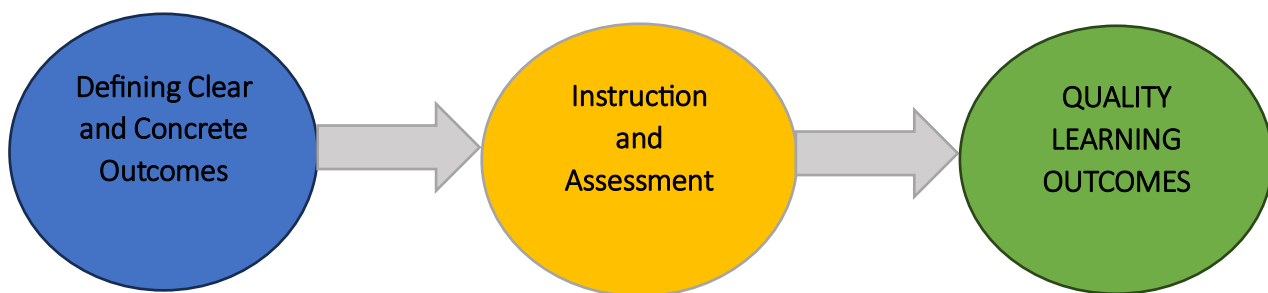 Defining Clear
and Concrete
Outcomes
Instruction
and
Assessment
QUALITY
LEARNING
OUTCOMES